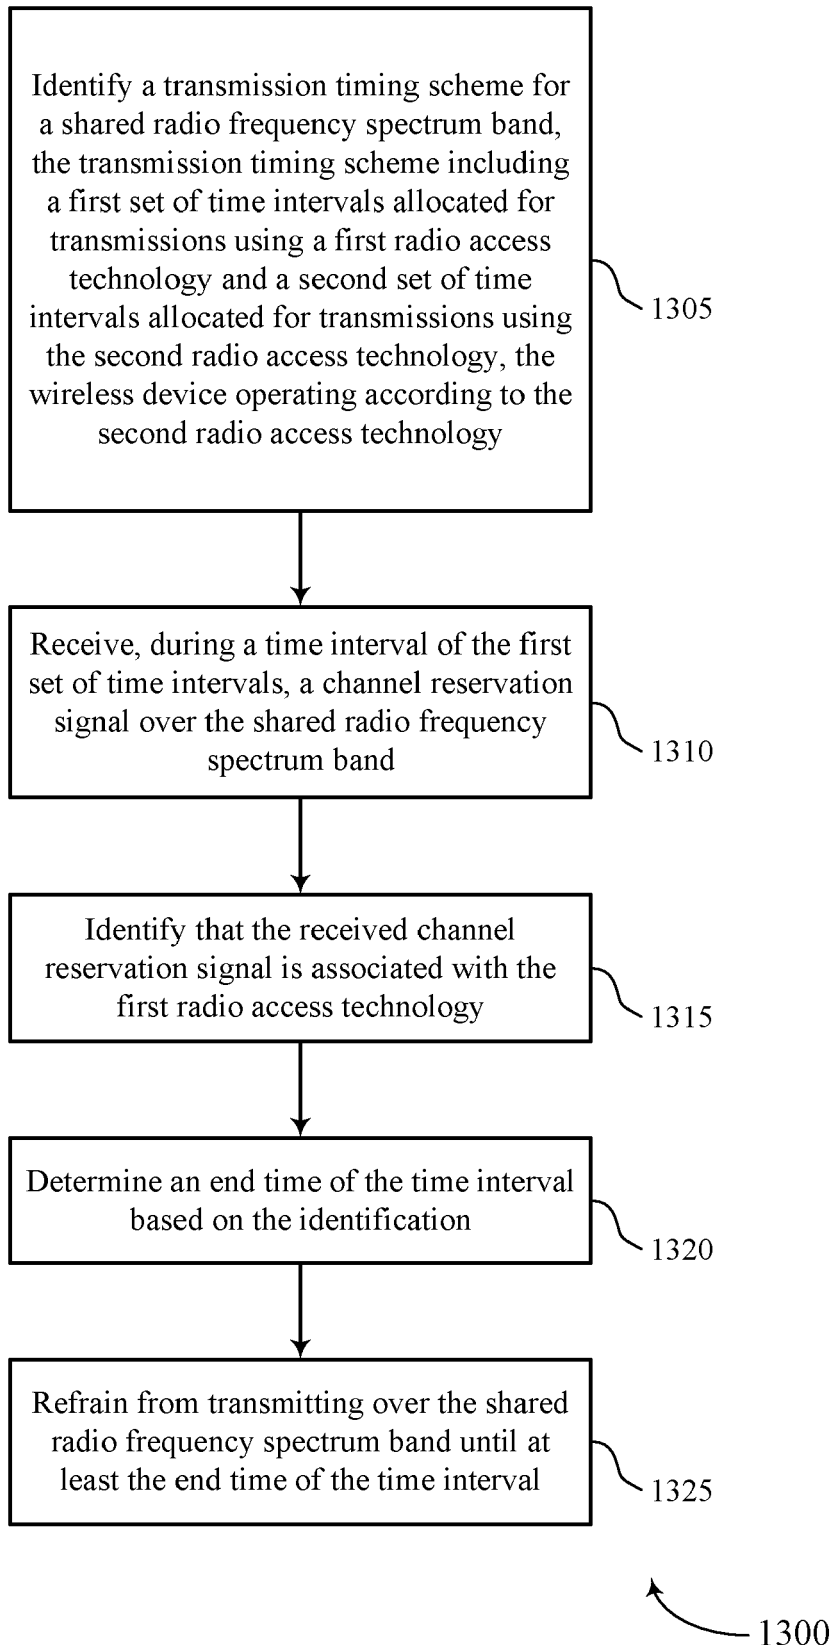 Identify a transmission timing scheme for
a shared radio frequency spectrum band,
the transmission timing scheme including
a first set of time intervals allocated for
transmissions using a first radio access
technology and a second set of time
intervals allocated for transmissions using
the second radio access technology, the
wireless device operating according to the
second radio access technology
1305
Receive, during a time interval of the first
set of time intervals, a channel reservation
signal over the shared radio frequency
spectrum band
1310
Identify that the received channel
reservation signal is associated with the
first radio access technology
1315
Determine an end time of the time interval
based on the identification
1320
Refrain from transmitting over the shared
radio frequency spectrum band until at
least the end time of the time interval
1325
1300